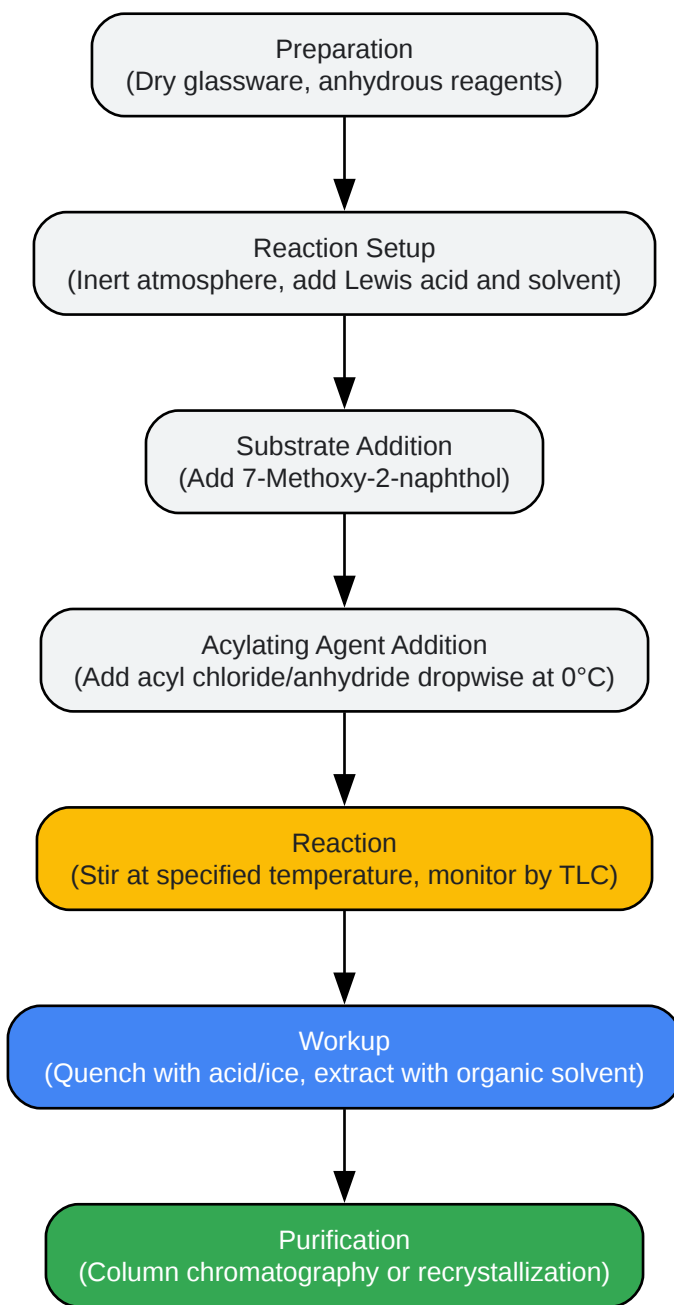 Preparation
(Dry glassware, anhydrous reagents)
Reaction Setup
(Inert atmosphere, add Lewis acid and solvent)
Substrate Addition
(Add 7-Methoxy-2-naphthol)
Acylating Agent Addition
(Add acyl chloride/anhydride dropwise at 0°C)
Reaction
(Stir at specified temperature, monitor by TLC)
Workup
(Quench with acid/ice, extract with organic solvent)
Purification
(Column chromatography or recrystallization)